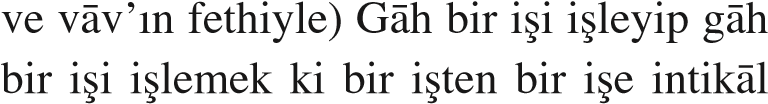 ve vāv’ın fethiyle) Gāh bir işi işleyip gāh
bir işi işlemek ki bir işten bir işe intikāl